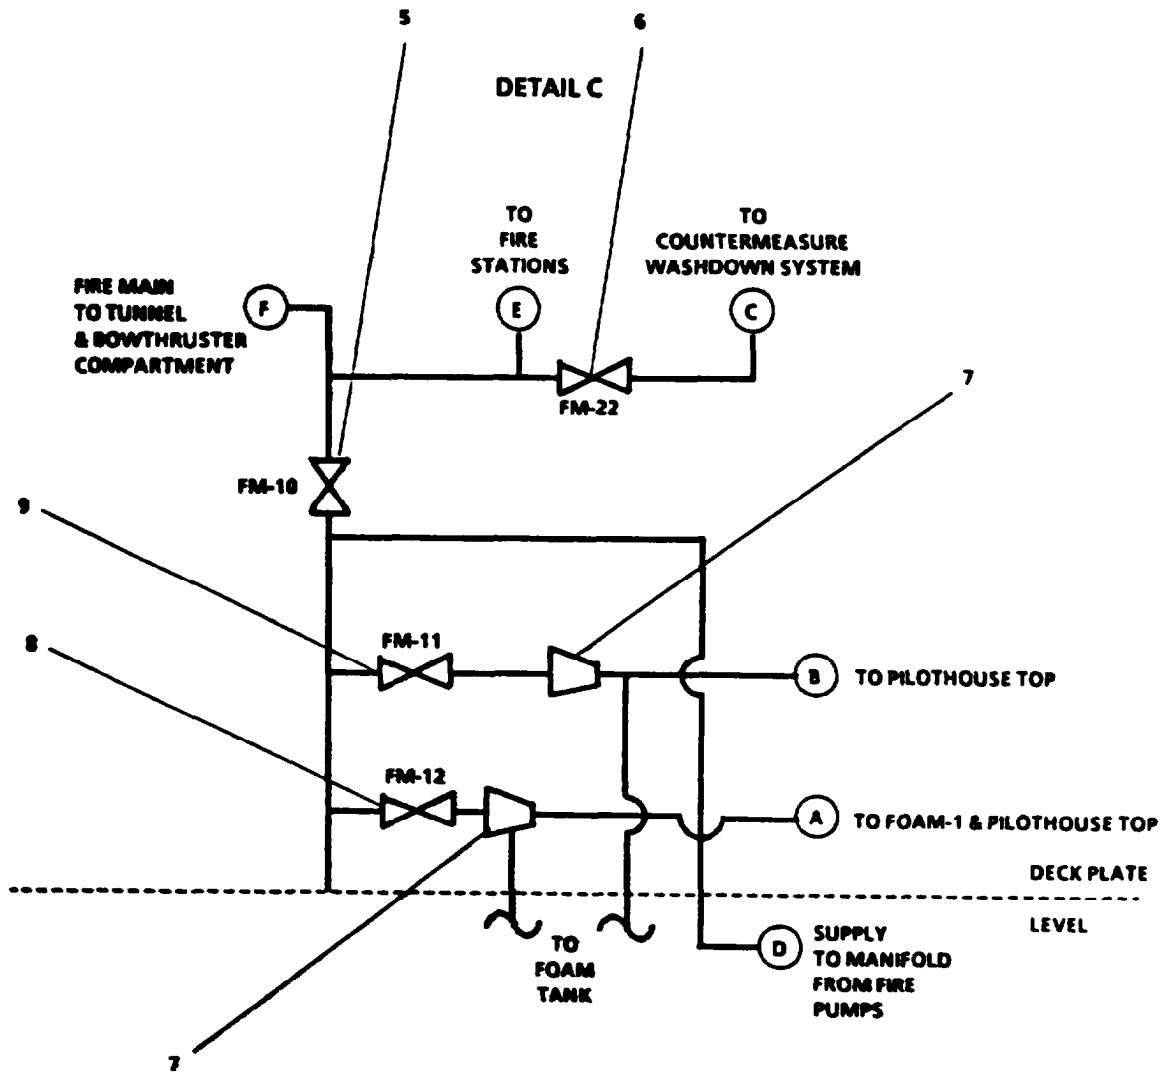 5
6
DETAIL C
TO
FIRE
STATIONS
TO
COUNTERMEASURE
WASHDOWN SYSTEM
FIRE MAIN
TO TUNNEL
& BOWTHRUSTER
COMPARTMENT
F
E
C
7
FM-22
FM-10
9
FM-11
8
B
TO PILOTHOUSE TOP
FM-12
A
TO FOAM-1 & PILOTHOUSE TOP
DECK PLATE
LEVEL
TO
FOAM
TANK
D
SUPPLY
TO MANIFOLD
FROM FIRE
PUMPS
7